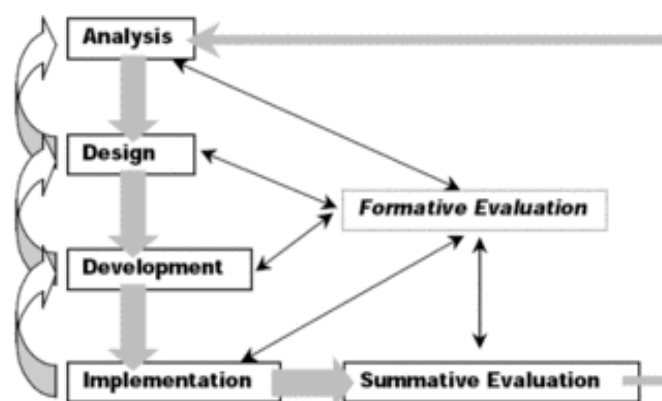 Analysis
Design
Formative Evaluation
Development
Implementation
Summative Evaluation